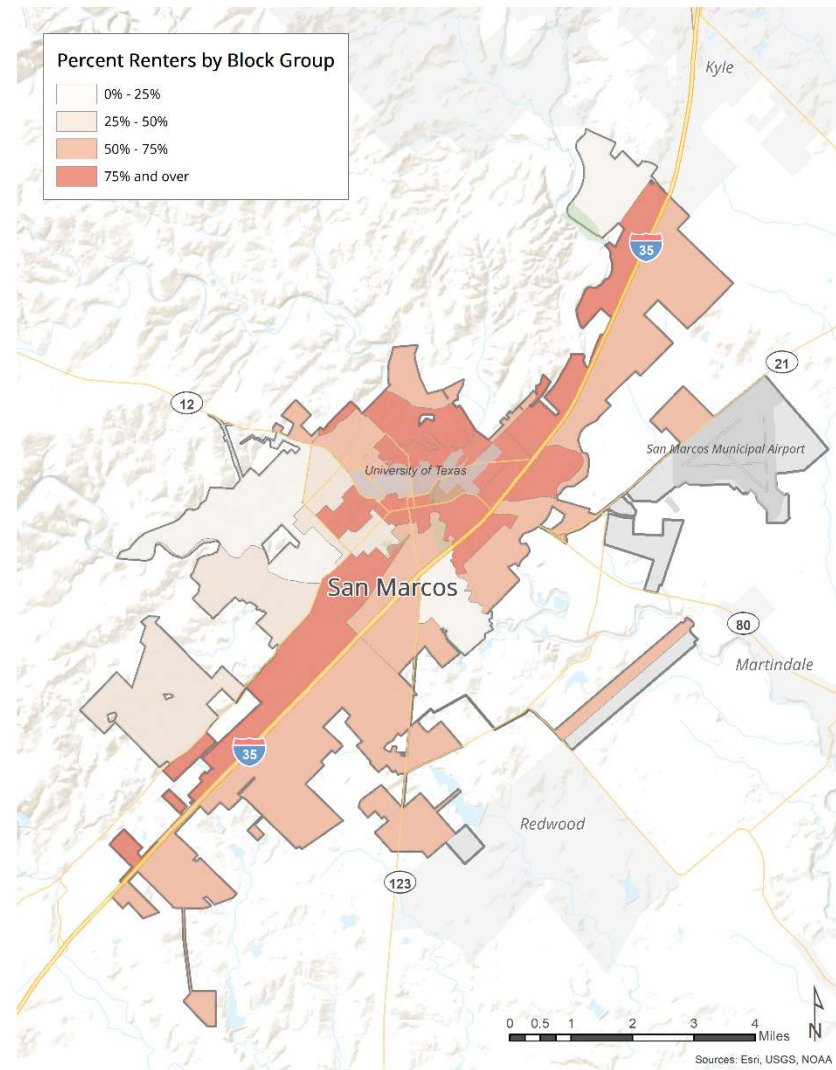 Percent Renters by Block Group
0% - 25%
25% - 50%
50% - 75%
75% and over
Kyle
35
21
12
San Marcos Municipal Airport
University of Texas
San Marcos
80
Martindale
35
Redwood
123
0 0.5 1 2 3 4
Miles
N
Sources: Esri, USGS, NOAA